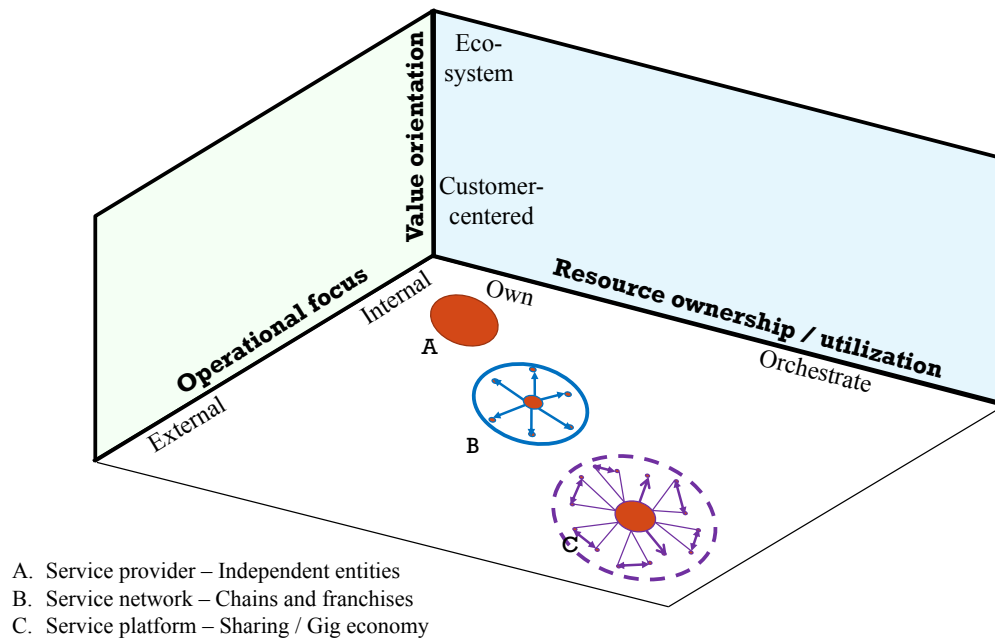 Eco-
system
Value orientation
Customer-
centered
Operational focus
Internal
External
Own
Resource ownership / utilization
Orchestrate
A
B
C
A. Service provider – Independent entities
B. Service network – Chains and franchises
C. Service platform – Sharing / Gig economy